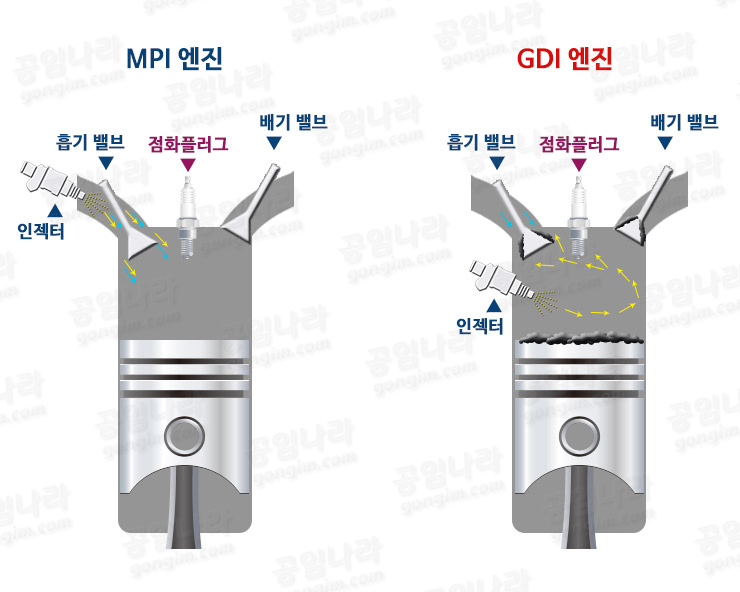 MPI 엔진
GDI 엔진
흡기 밸브
점화플러그
배기 밸브
인젝터
흡기 밸브
점화플러그
배기 밸브
인젝터
공임나라
gongim.com